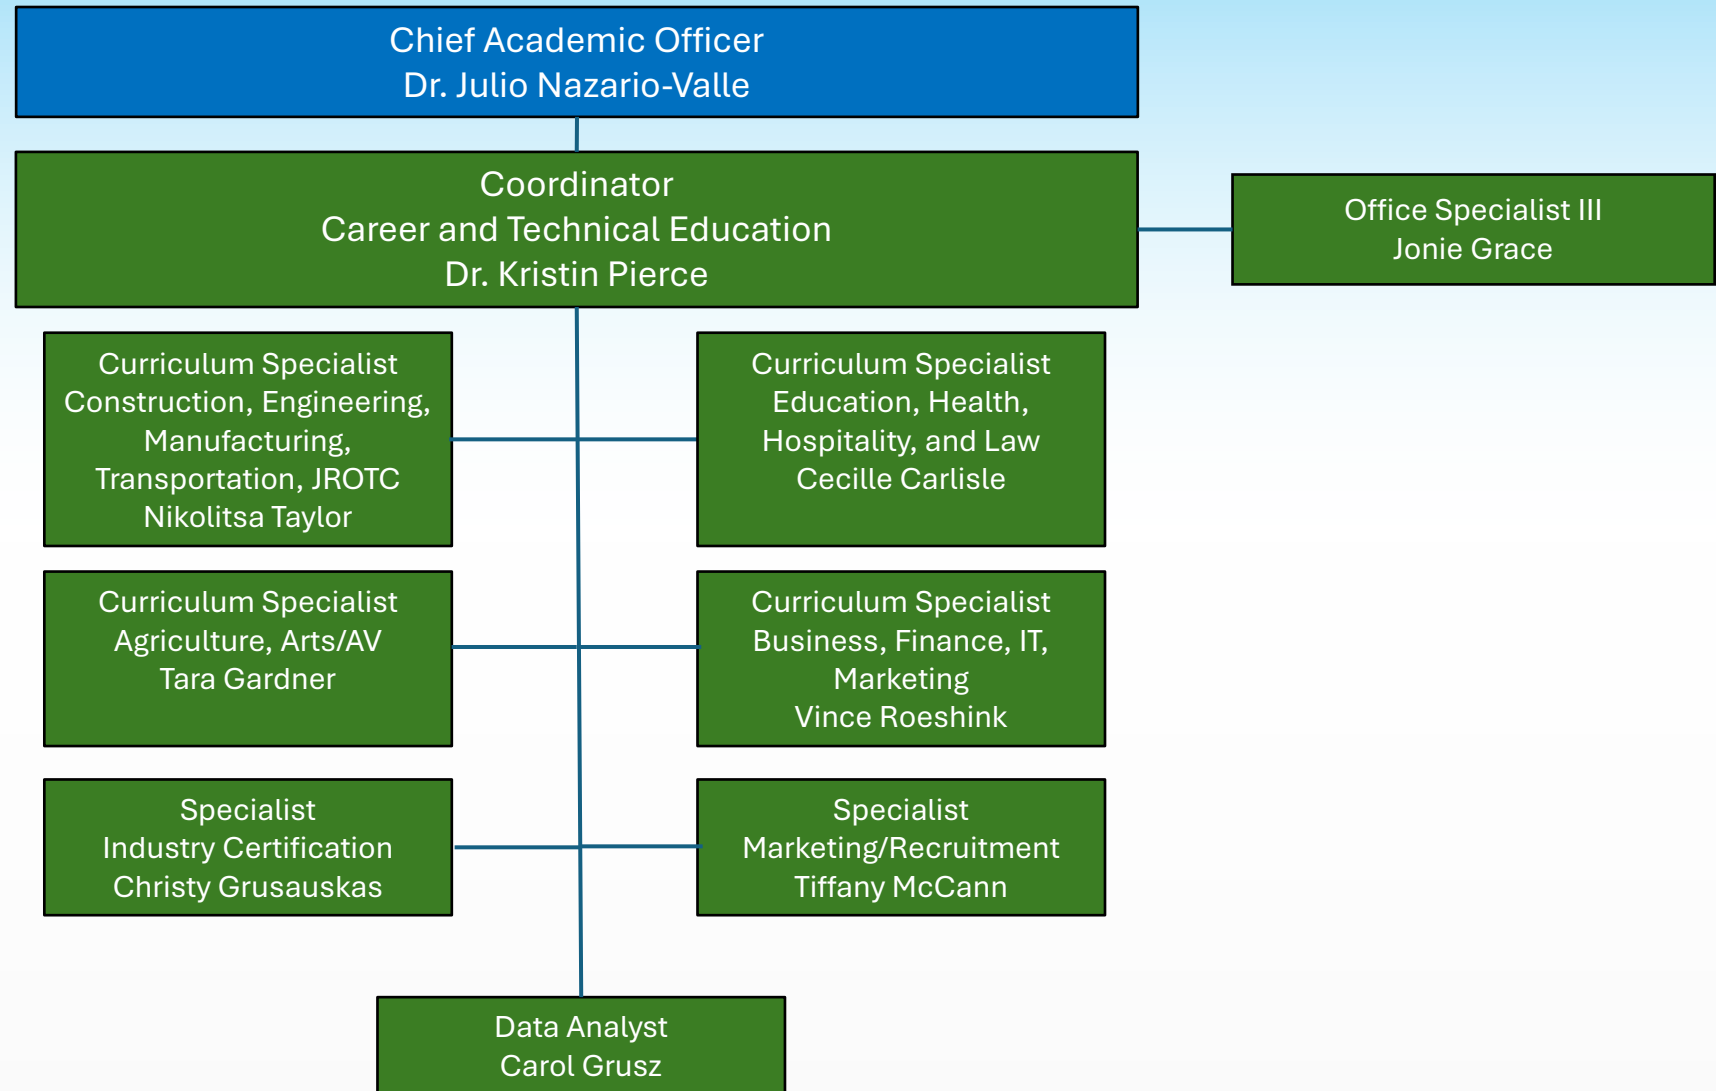 Chief Academic Officer
Dr. Julio Nazario-Valle
Coordinator
Career and Technical Education
Dr. Kristin Pierce
Office Specialist III
Jonie Grace
Curriculum Specialist
Construction, Engineering,
Manufacturing,
Transportation, JROTC
Nikolitsa Taylor
Curriculum Specialist
Education, Health,
Hospitality, and Law
Cecille Carlisle
Curriculum Specialist
Agriculture, Arts/AV
Tara Gardner
Curriculum Specialist
Business, Finance, IT,
Marketing
Vince Roeshink
Specialist
Industry Certification
Christy Grusauskas
Specialist
Marketing/Recruitment
Tiffany McCann
Data Analyst
Carol Grusz